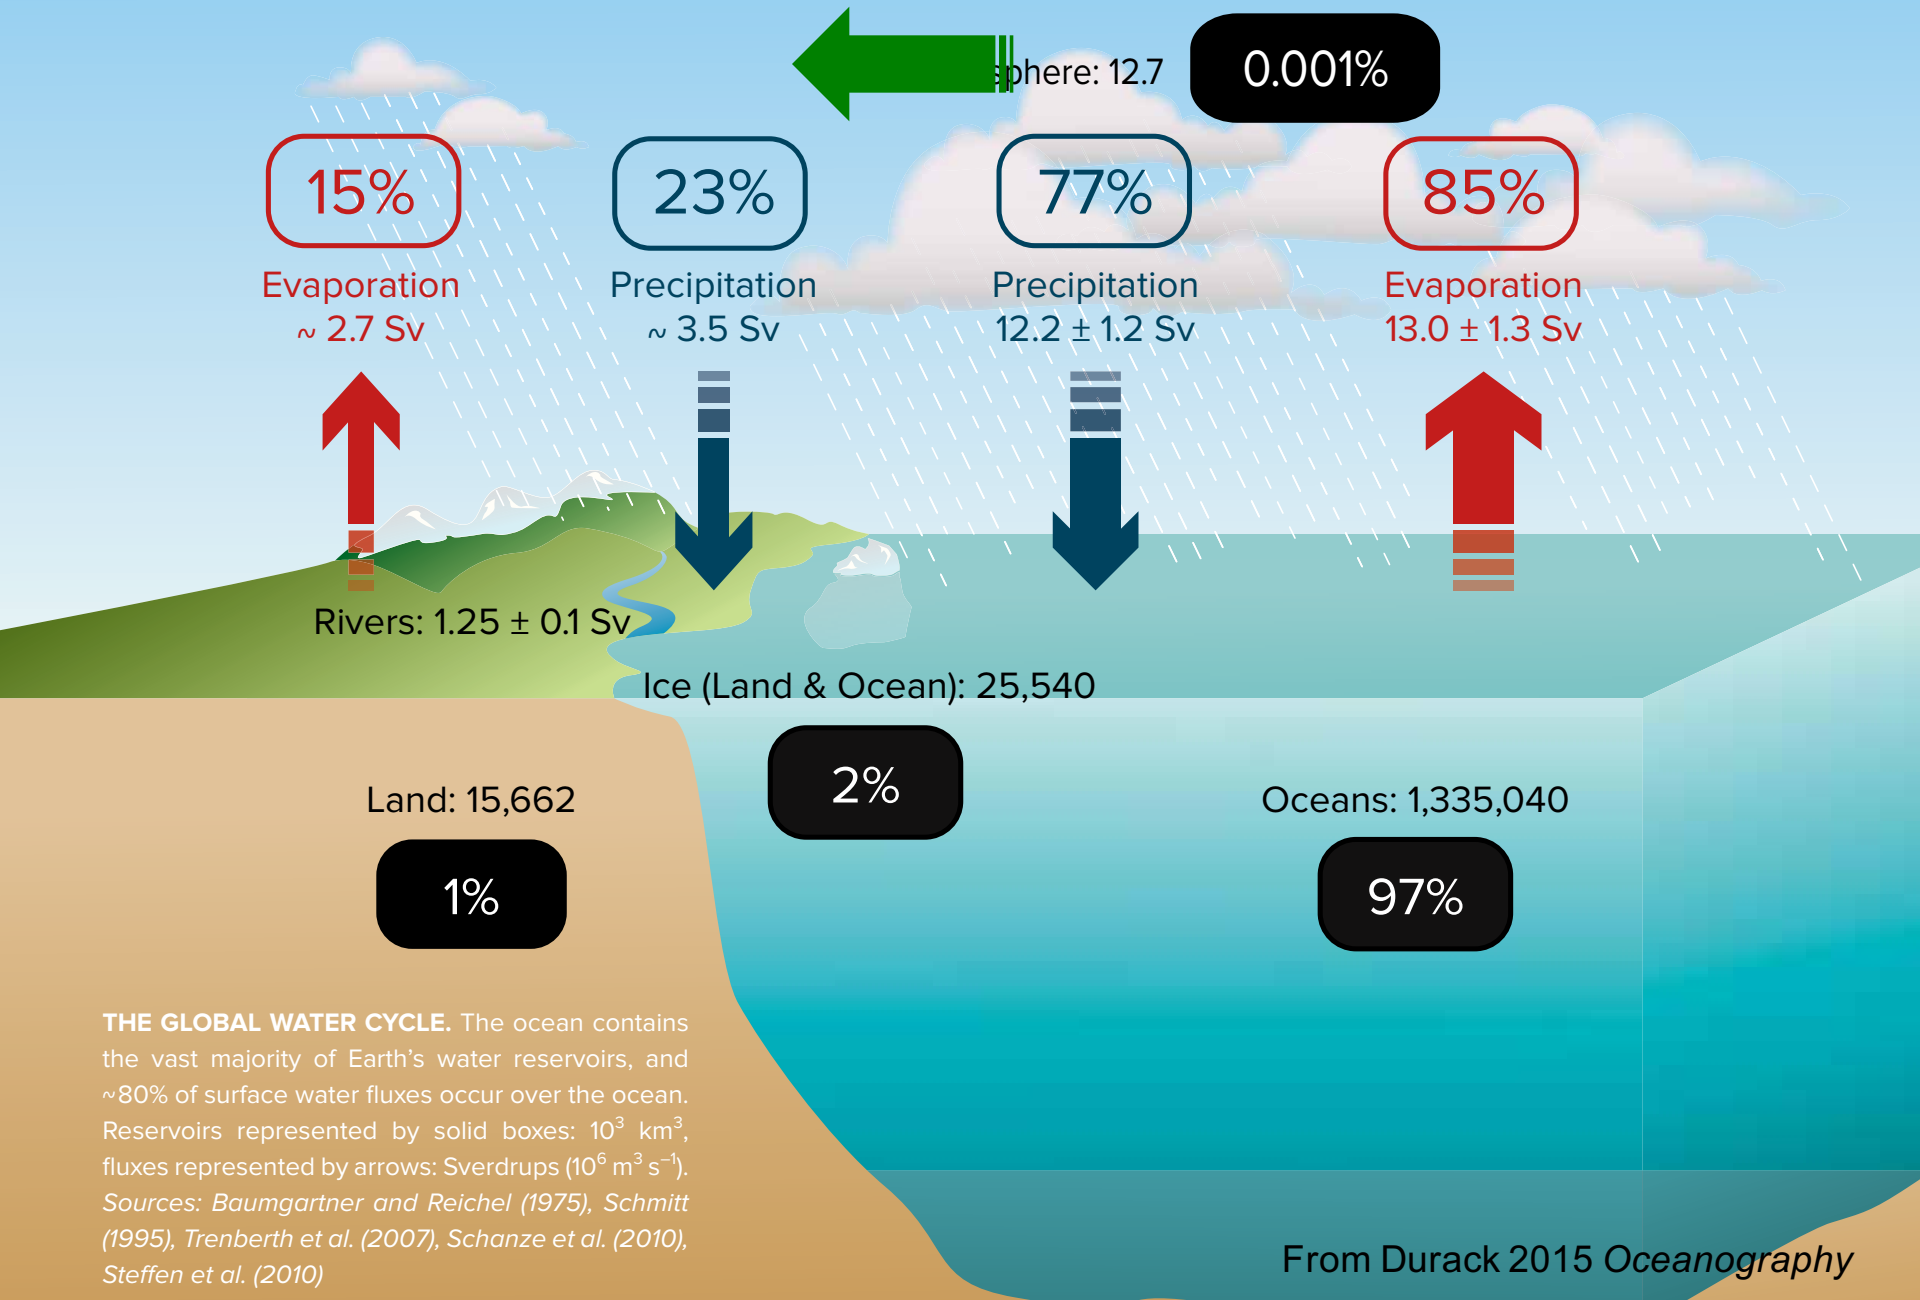 sphere: 12.7
0.001%
15%
23%
77%
85%
Evaporation
~ 2.7 Sv
Precipitation
~ 3.5 Sv
Precipitation
12.2 ± 1.2 Sv
Evaporation
13.0 ± 1.3 Sv
Rivers: 1.25 ± 0.1 Sv
Ice (Land & Ocean): 25,540
2%
Land: 15,662
1%
Oceans: 1,335,040
97%
THE GLOBAL WATER CYCLE. The ocean contains
the vast majority of Earth’s water reservoirs, and
~80% of surface water fluxes occur over the ocean.
Reservoirs represented by solid boxes: 10³ km³,
fluxes represented by arrows: Sverdrups (10⁶ m³ s⁻¹).
Sources: Baumgartner and Reichel (1975), Schmitt
(1995), Trenberth et al. (2007), Schanze et al. (2010),
Steffen et al. (2010)
From Durack 2015 Oceanography